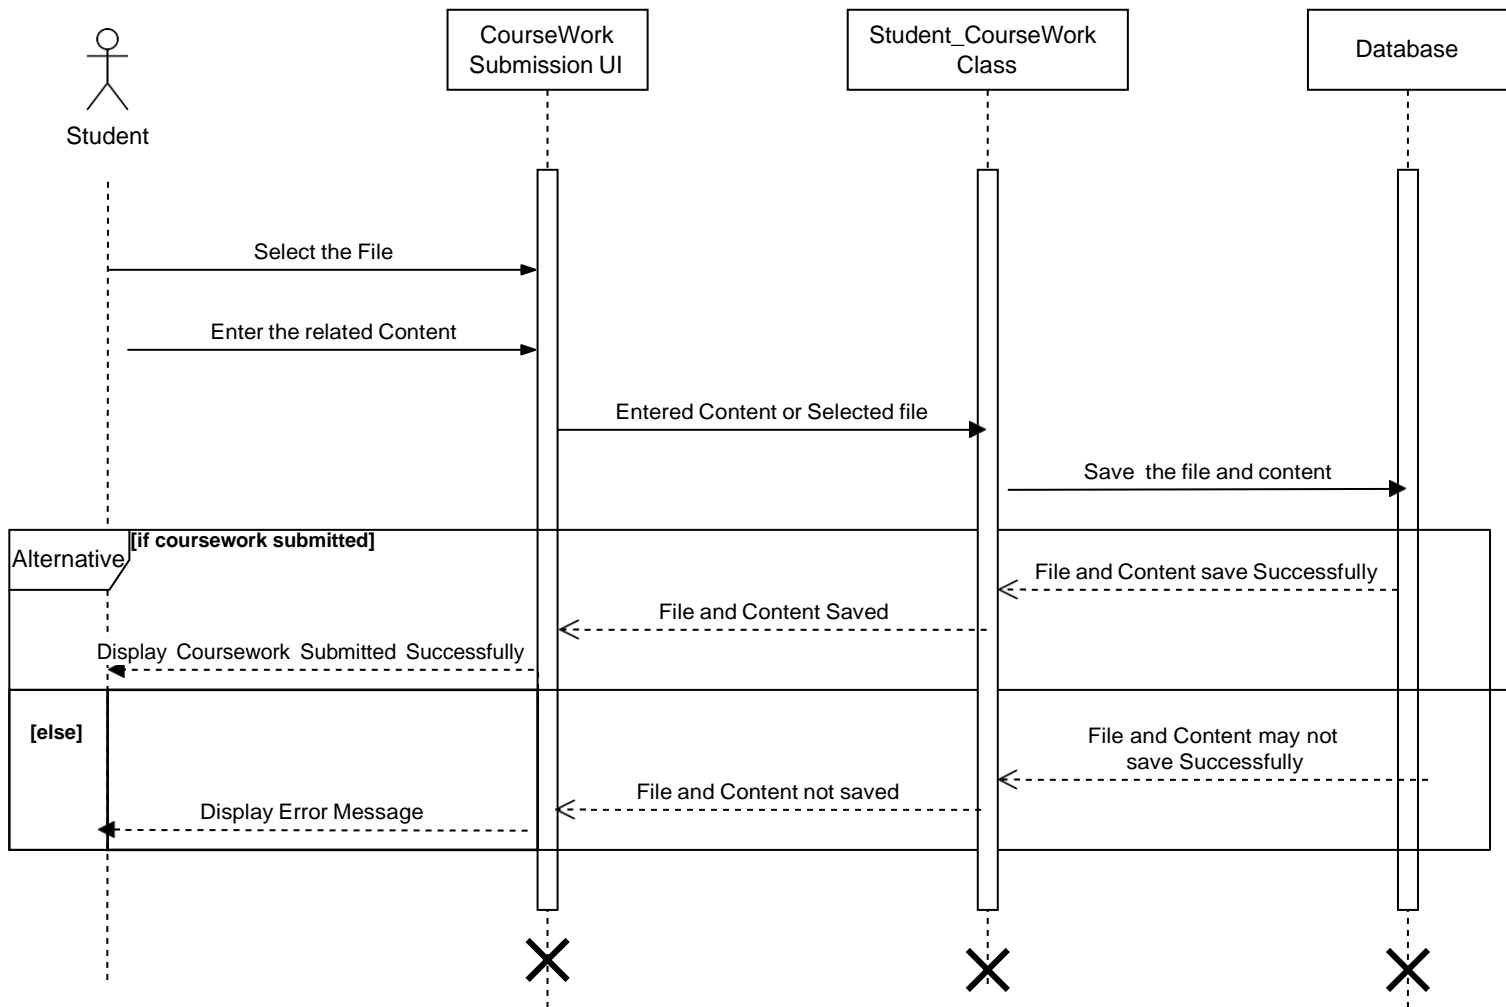 CourseWork
Submission UI
Student_CourseWork
Class
Database
Student
Select the File
Enter the related Content
Entered Content or Selected file
Save the file and content
[if coursework submitted]
Alternative
File and Content save Successfully
File and Content Saved
Display Coursework Submitted Successfully
[else]
File and Content may not
save Successfully
File and Content not saved
Display Error Message